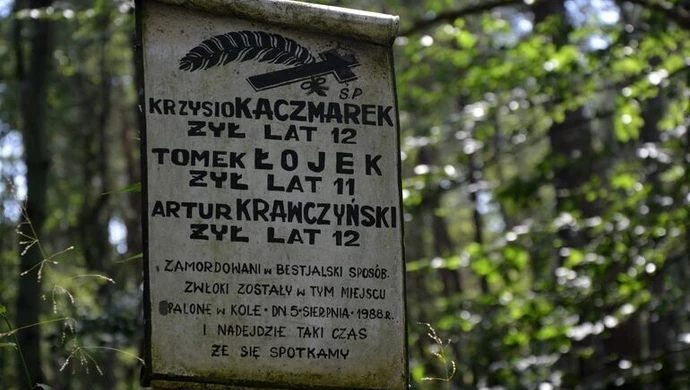 Ś.P.
KRZYSIO KACZMAREK
ŻYŁ LAT 12
TOMEK ŁOJEK
ŻYŁ LAT 11
ARTUR KRAWCZYŃSKI
ŻYŁ LAT 12
ZAMORDOWANI W BESTJALSKI SPOSÓB.
ZWŁOKI ZOSTAŁY W TYM MIEJSCU
SPALONE W KOLE • DN 5 SIERPNIA • 1988 R.
I NADEJDZIE TAKI CZAS
ŻE SIĘ SPOTKAMY